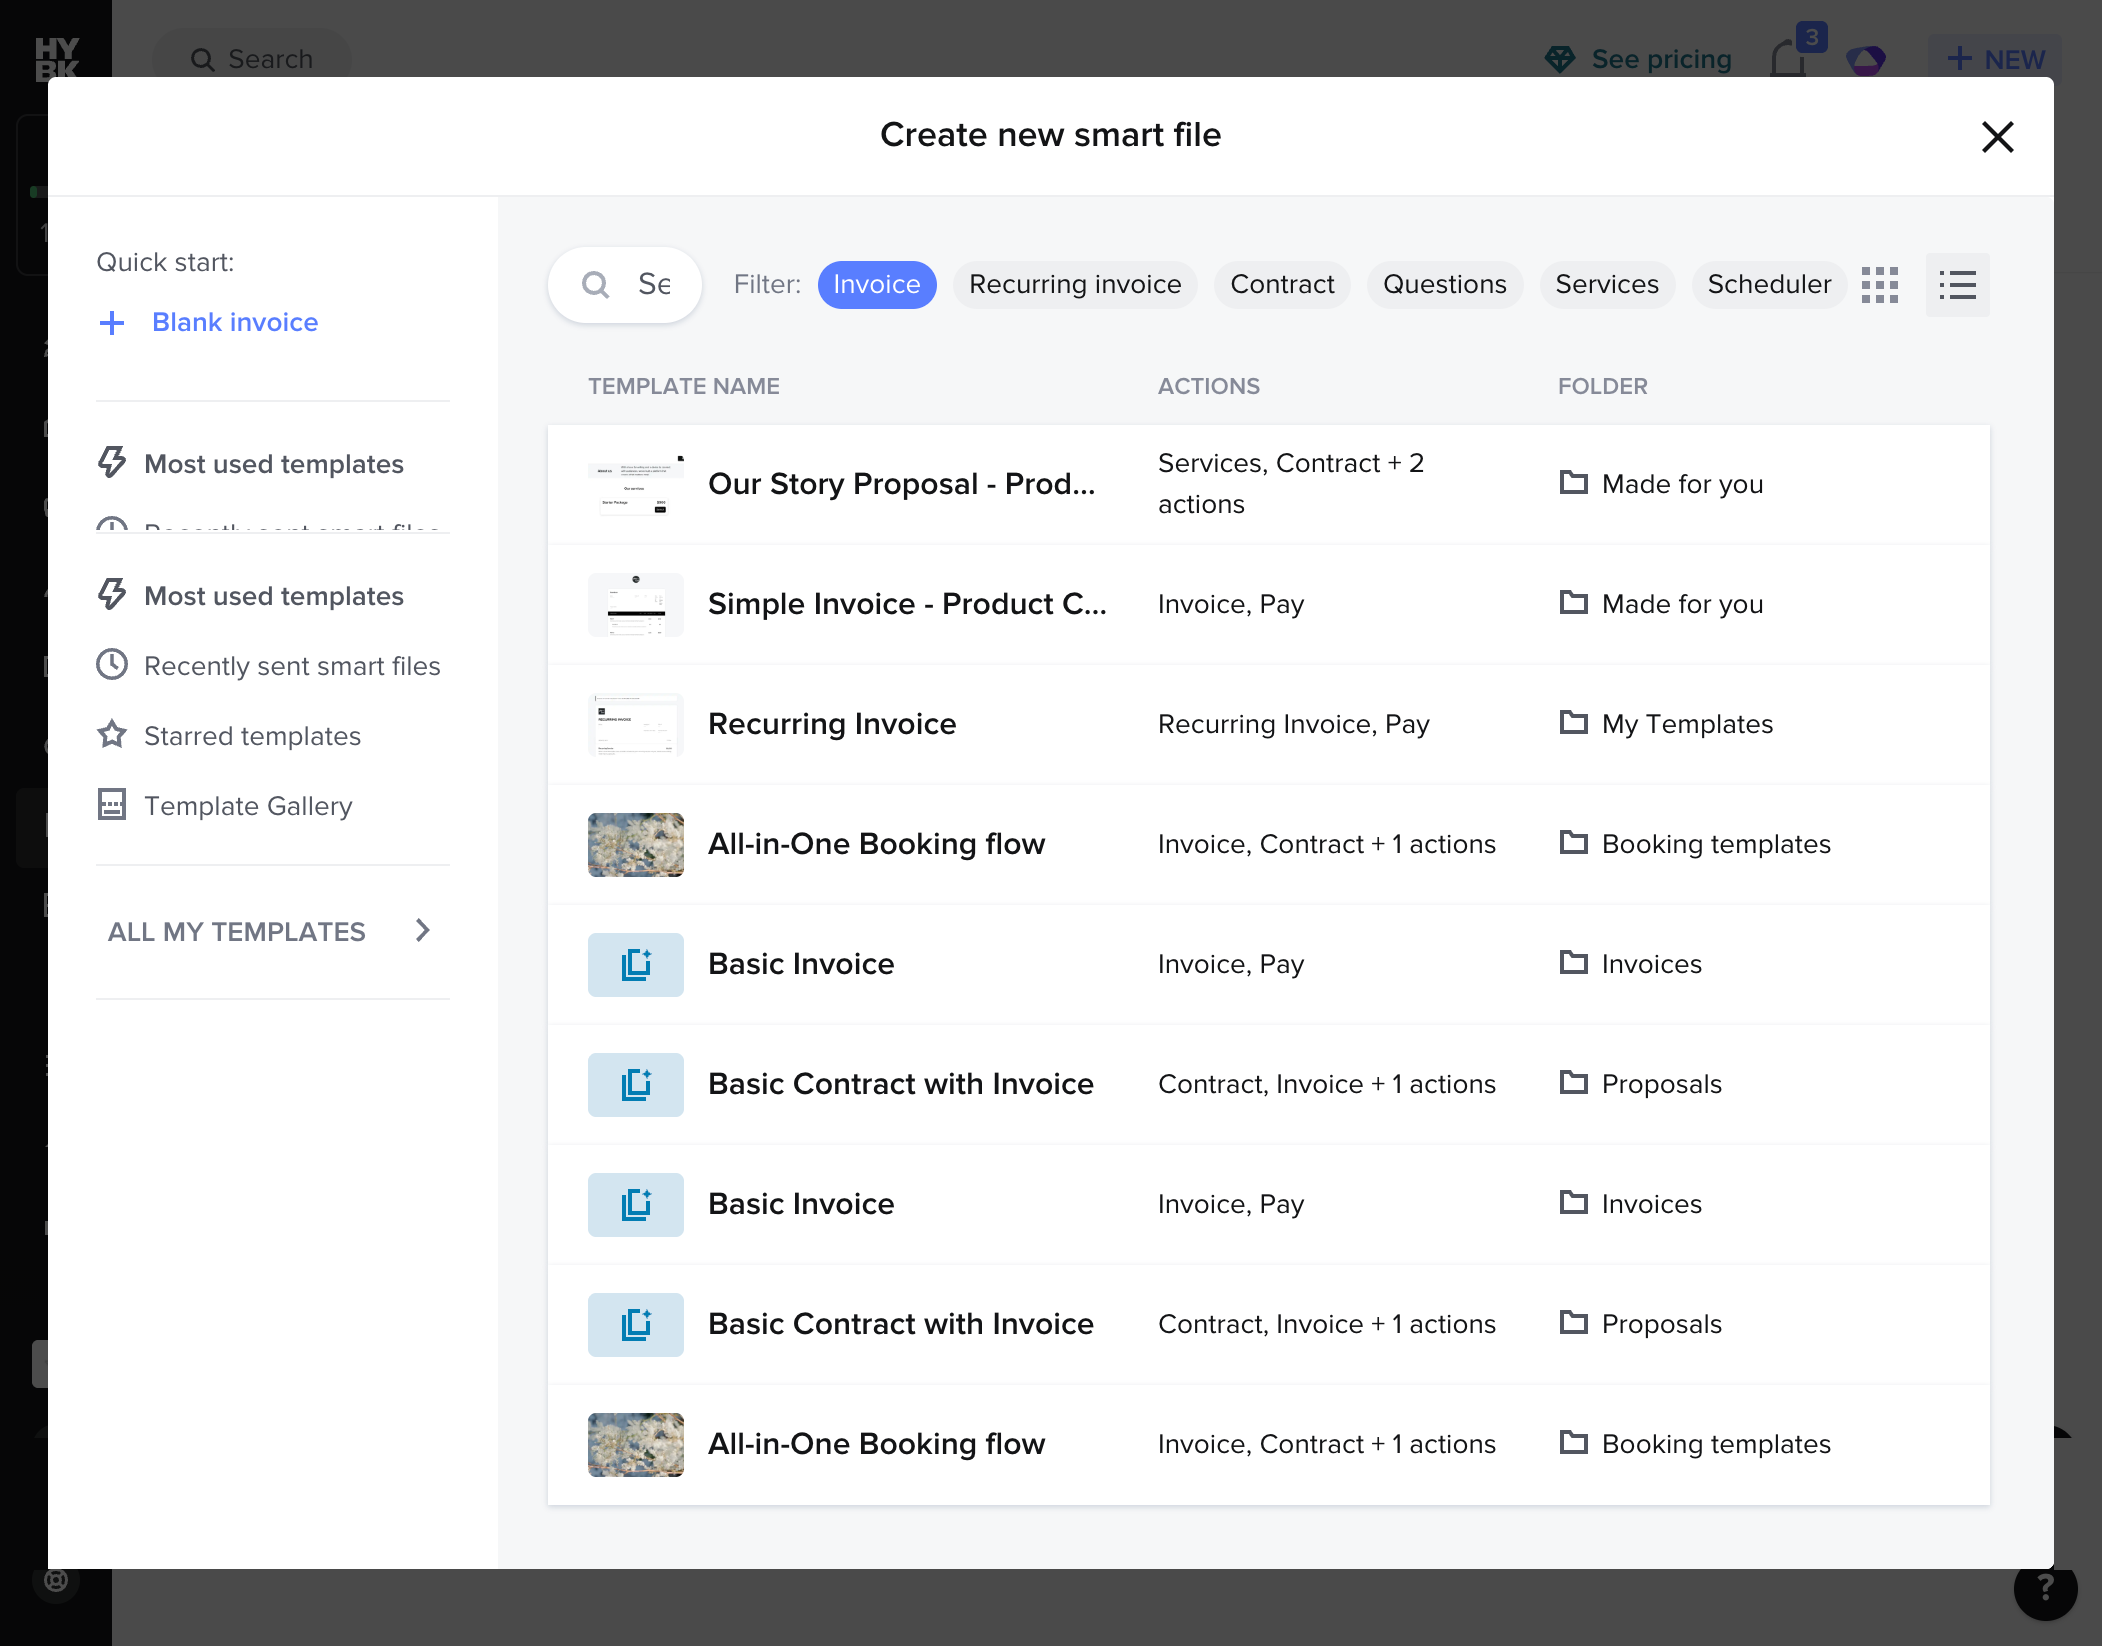 HY
BK
Search
See pricing
3
+ NEW
Create new smart file
Quick start:
+ Blank invoice
Most used templates
Recently sent smart files
Most used templates
Recently sent smart files
Starred templates
Template Gallery
ALL MY TEMPLATES
Se
Filter: Invoice Recurring invoice Contract Questions Services Scheduler
TEMPLATE NAME ACTIONS FOLDER
Our Story Proposal - Prod... Services, Contract + 2 actions Made for you
Simple Invoice - Product C... Invoice, Pay Made for you
Recurring Invoice Recurring Invoice, Pay My Templates
All-in-One Booking flow Invoice, Contract + 1 actions Booking templates
Basic Invoice Invoice, Pay Invoices
Basic Contract with Invoice Contract, Invoice + 1 actions Proposals
Basic Invoice Invoice, Pay Invoices
Basic Contract with Invoice Contract, Invoice + 1 actions Proposals
All-in-One Booking flow Invoice, Contract + 1 actions Booking templates
?